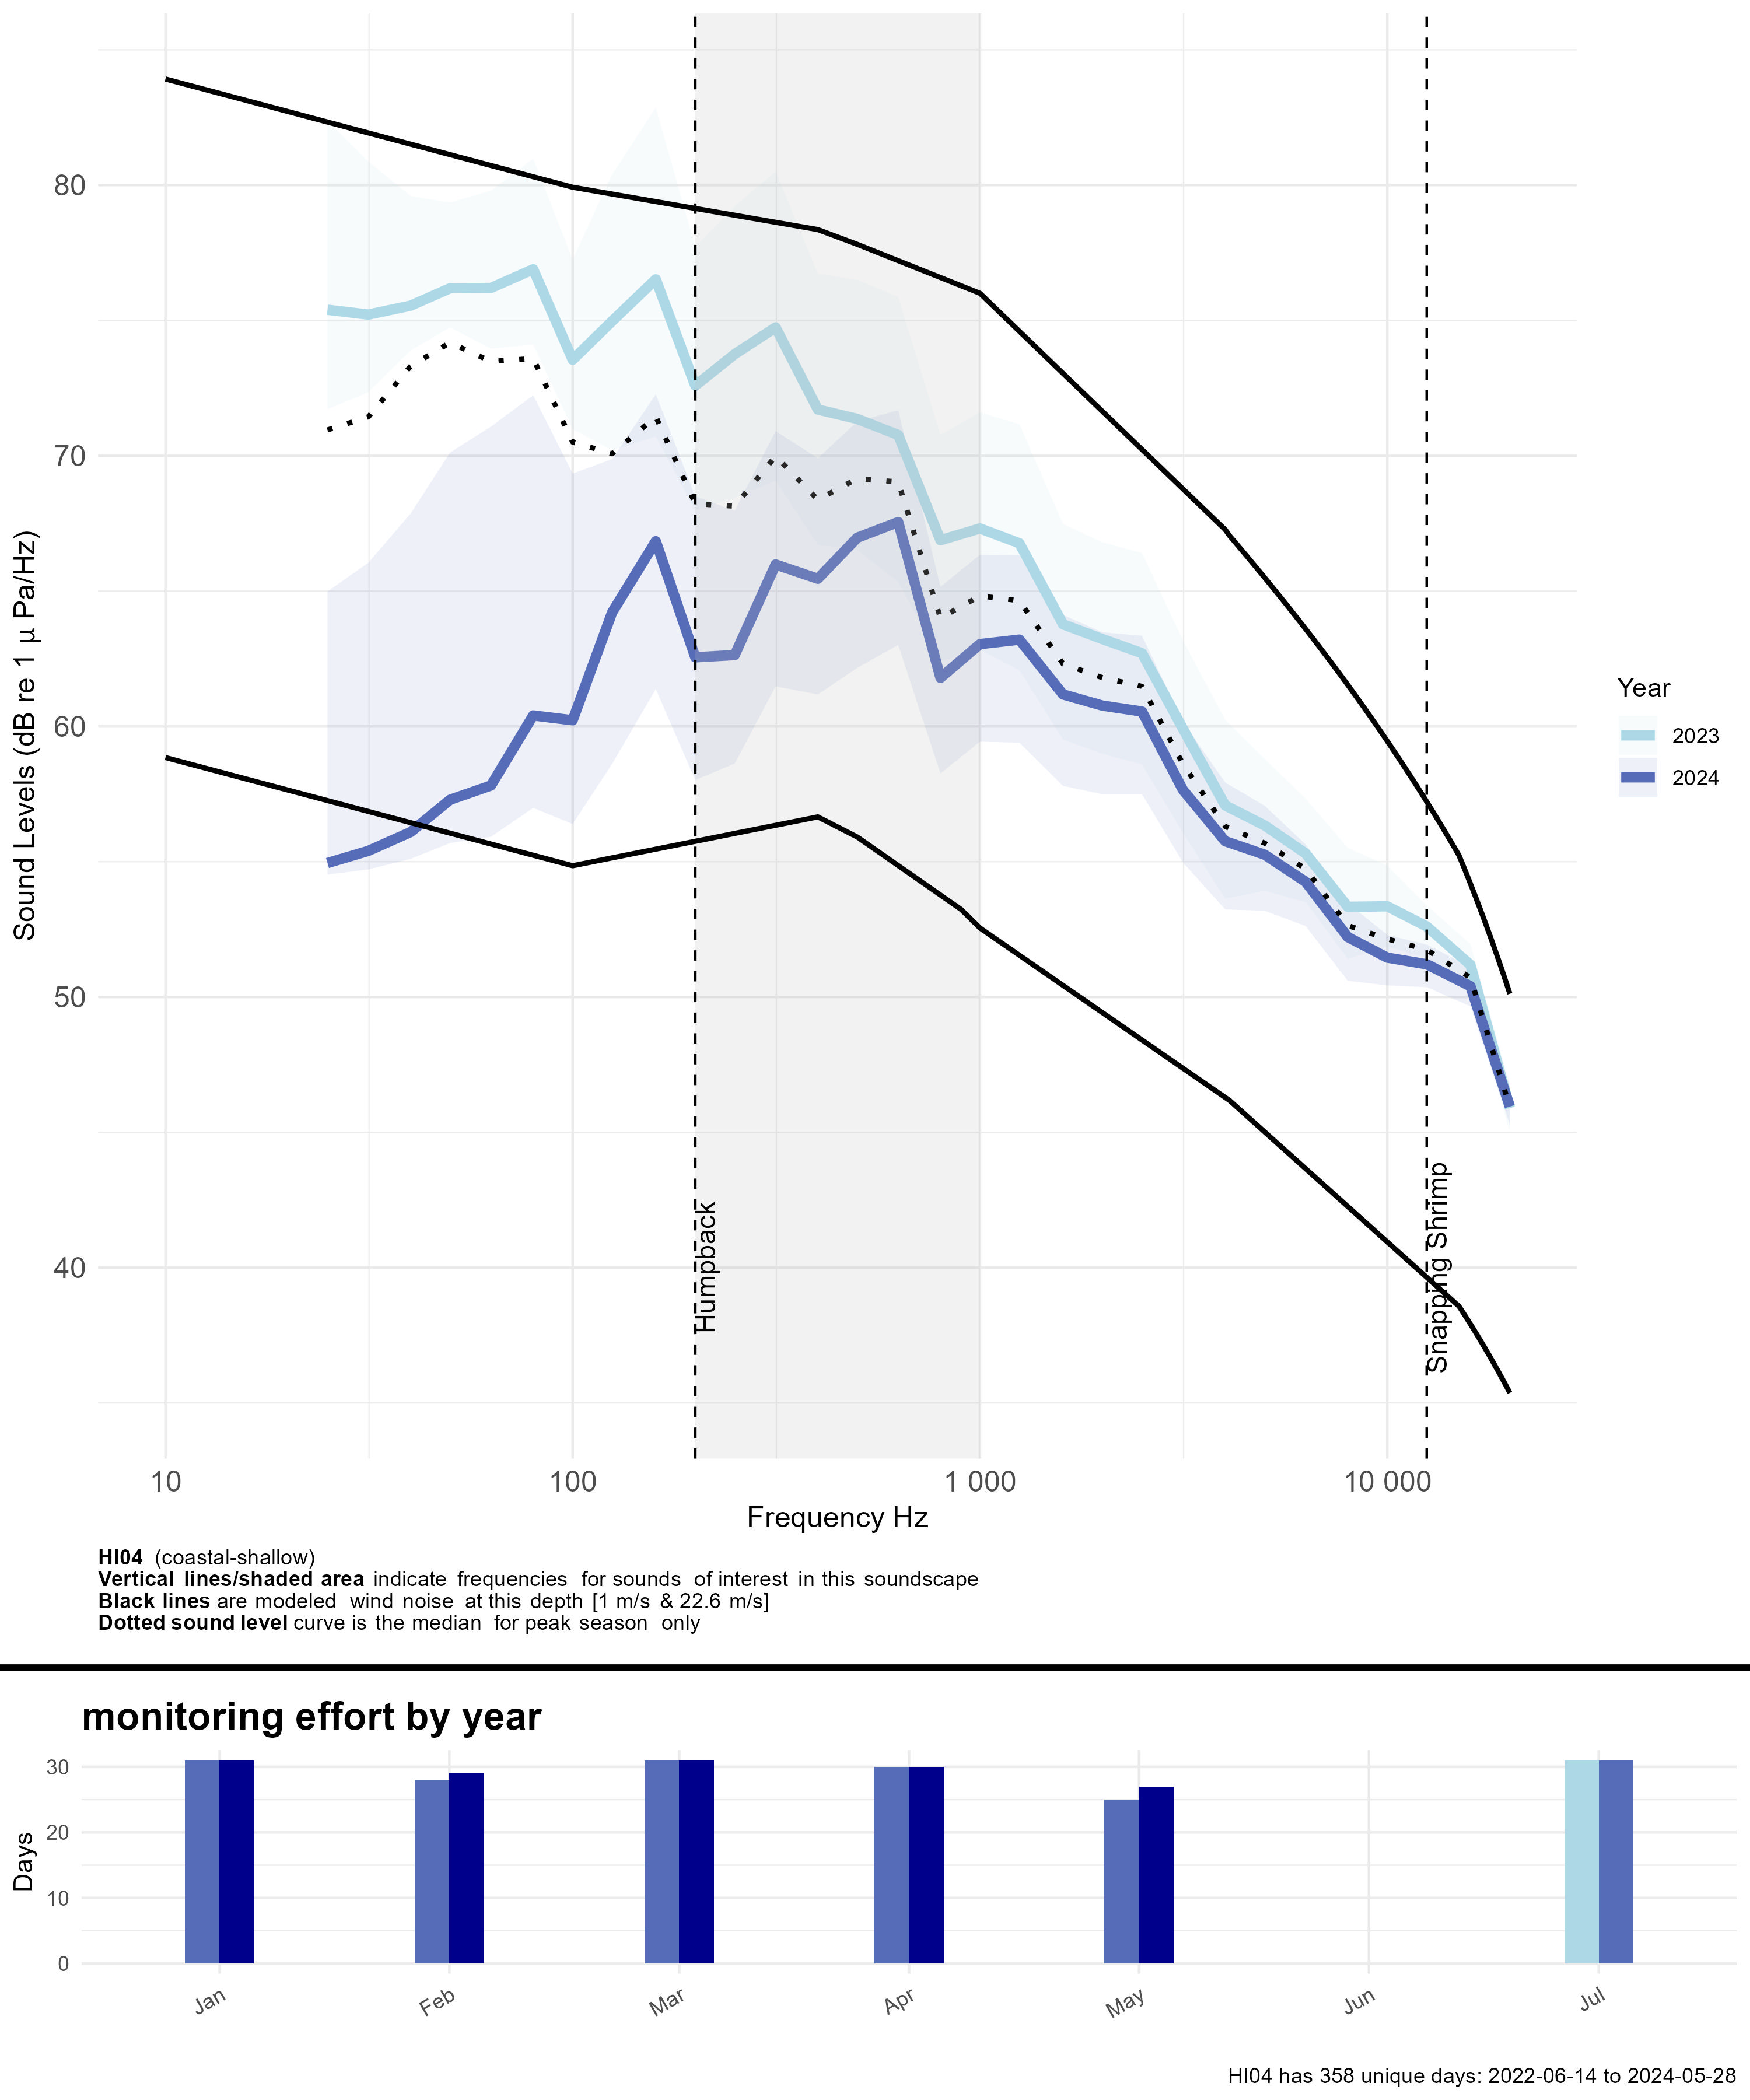 80
70
60
50
40
Sound Levels (dB re 1 µ Pa/Hz)
Humpback
Snapping Shrimp
Year
2023
2024
10
100
1 000
10 000
Frequency Hz
HI04 (coastal-shallow)
Vertical lines/shaded area indicate frequencies for sounds of interest in this soundscape
Black lines are modeled wind noise at this depth [1 m/s & 22.6 m/s]
Dotted sound level curve is the median for peak season only
monitoring effort by year
30
20
10
0
Days
Jan
Feb
Mar
Apr
May
Jun
Jul
HI04 has 358 unique days: 2022-06-14 to 2024-05-28